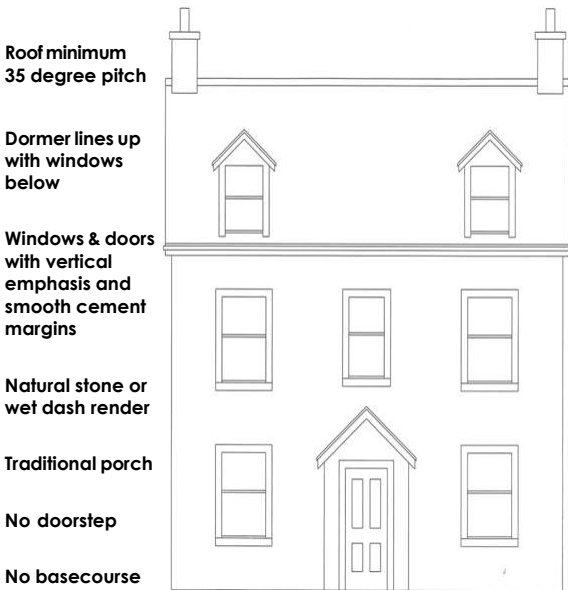 Roof minimum
35 degree pitch
Dormer lines up
with windows
below
Windows & doors
with vertical
emphasis and
smooth cement
margins
Natural stone or
wet dash render
Traditional porch
No doorstep
No basecourse